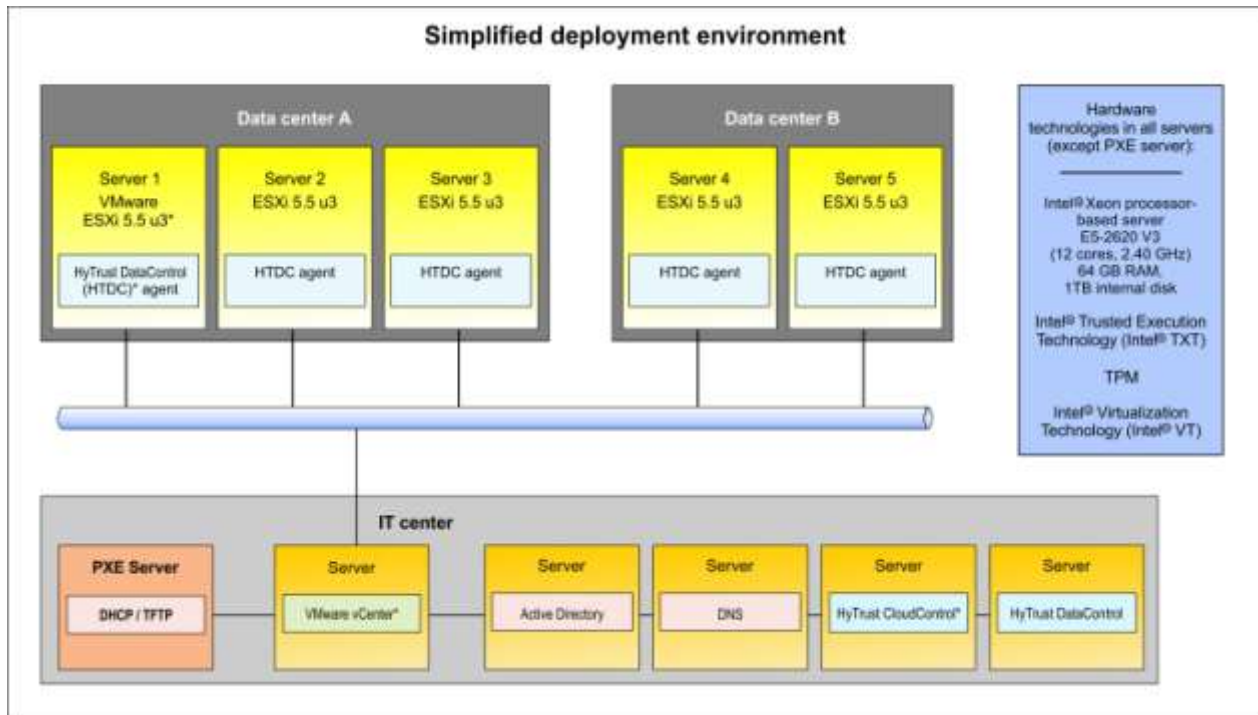 Simplified deployment environment
Data center A
Server 1
VMware
ESXi 5.5 u3*
HyTrust DataControl
(HTDC)* agent
Server 2
ESXi 5.5 u3
HTDC agent
Server 3
ESXi 5.5 u3
HTDC agent
Data center B
Server 4
ESXi 5.5 u3
HTDC agent
Server 5
ESXi 5.5 u3
HTDC agent
Hardware
technologies in all servers
(except PXE server):
Intel® Xeon processor-
based server
E5-2620 V3
(12 cores, 2.40 GHz)
64 GB RAM,
1TB internal disk
Intel® Trusted Execution
Technology (Intel® TXT)
TPM
Intel® Virtualization
Technology (Intel® VT)
IT center
PXE Server
DHCP / TFTP
Server
VMware vCenter*
Server
Active Directory
Server
DNS
Server
HyTrust CloudControl*
Server
HyTrust DataControl